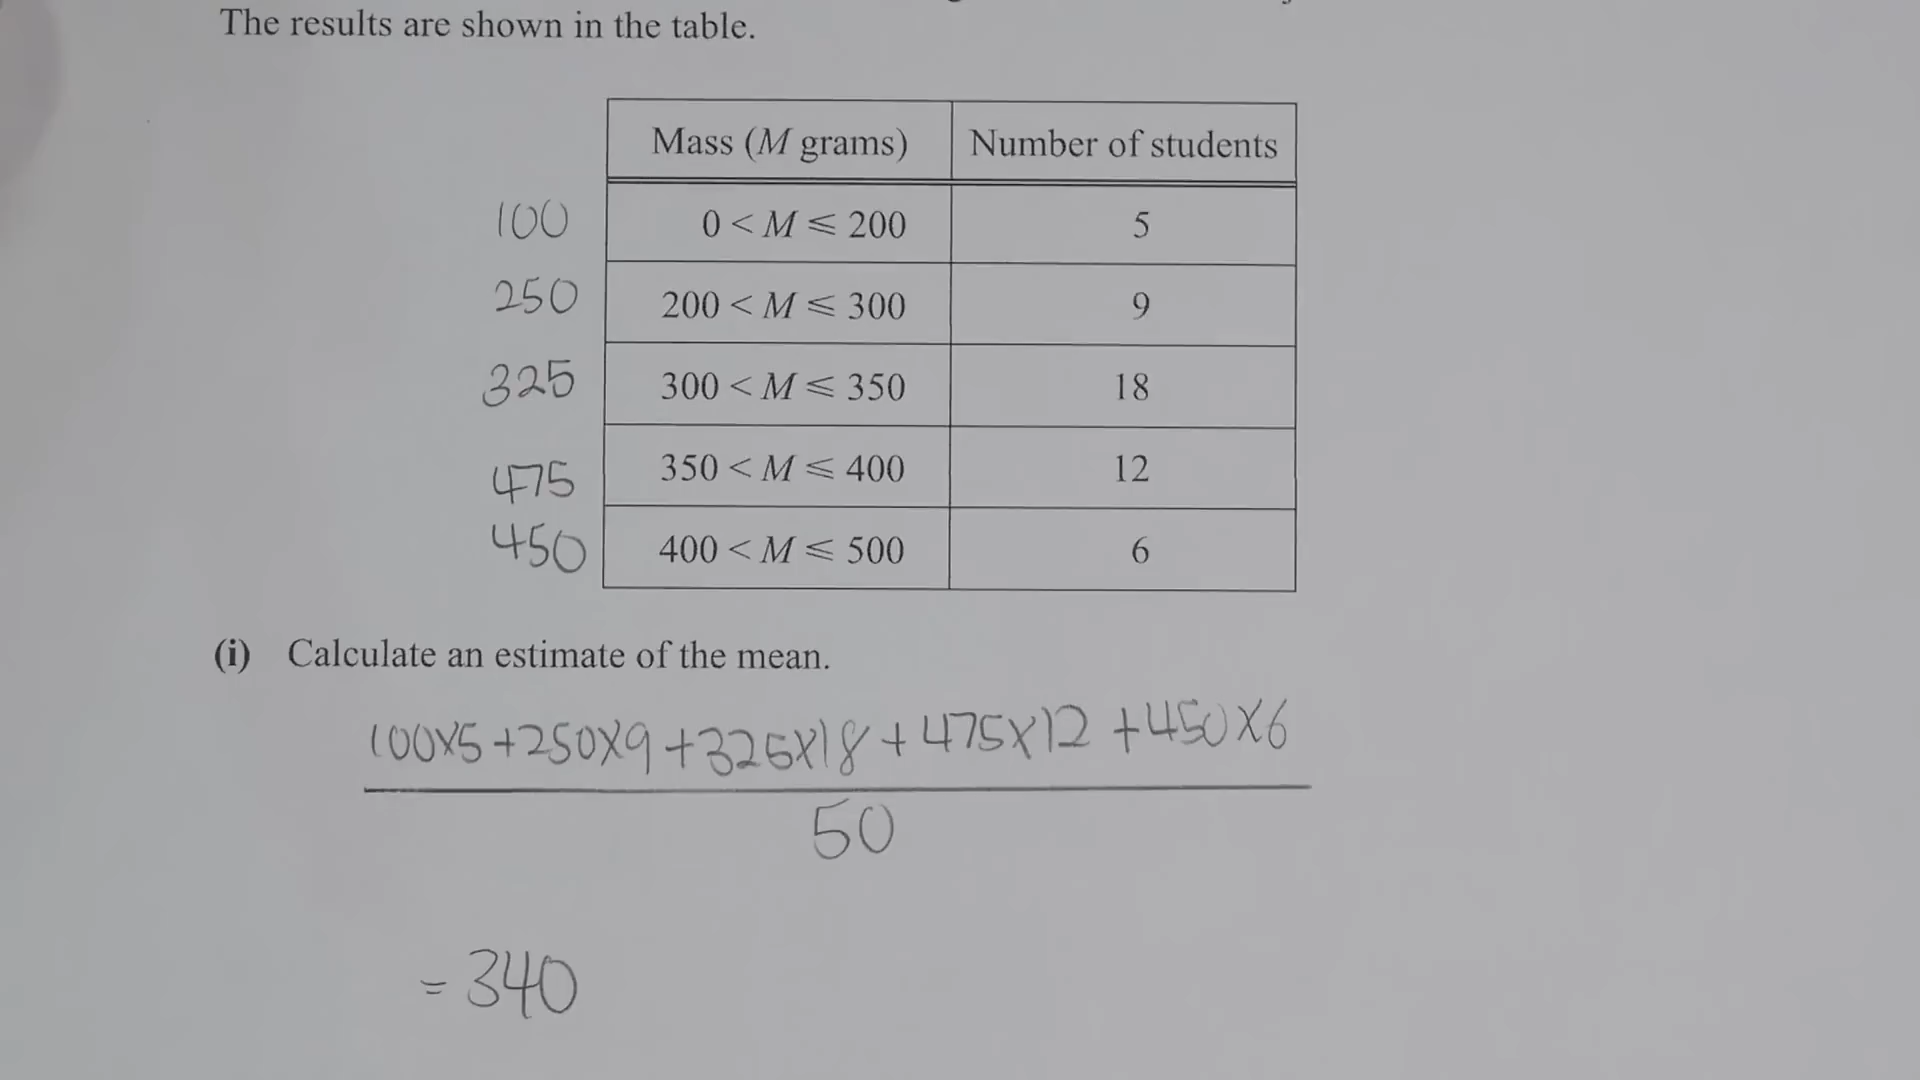 The results are shown in the table.
Mass (M grams) Number of students
100 0 < M ⩽ 200 5
250 200 < M ⩽ 300 9
325 300 < M ⩽ 350 18
475 350 < M ⩽ 400 12
450 400 < M ⩽ 500 6
(i) Calculate an estimate of the mean.
100×5+250×9+325×18+475×12+450×6
50
= 340